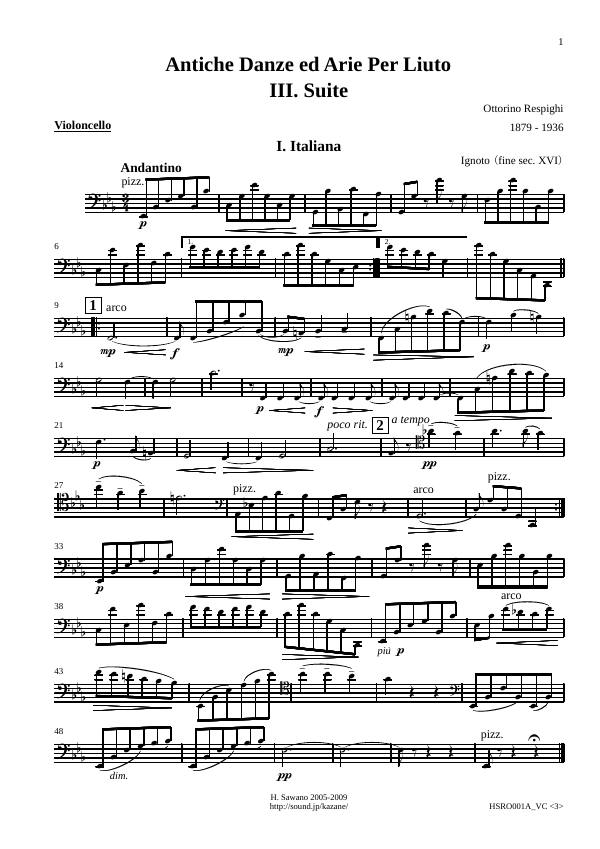 1
Antiche Danze ed Arie Per Liuto
III. Suite
Ottorino Respighi
Violoncello
1879 - 1936
I. Italiana
Ignoto (fine sec. XVI)
Andantino
pizz.
p
6
1.
2.
9
1
arco
mp
f
mp
p
14
p
f
poco rit.
2
a tempo
21
p
pp
27
pizz.
arco
pizz.
33
p
arco
38
più p
43
48
pizz.
dim.
pp
H. Sawano 2005-2009
http://sound.jp/kazane/
HSRO001A_VC <3>